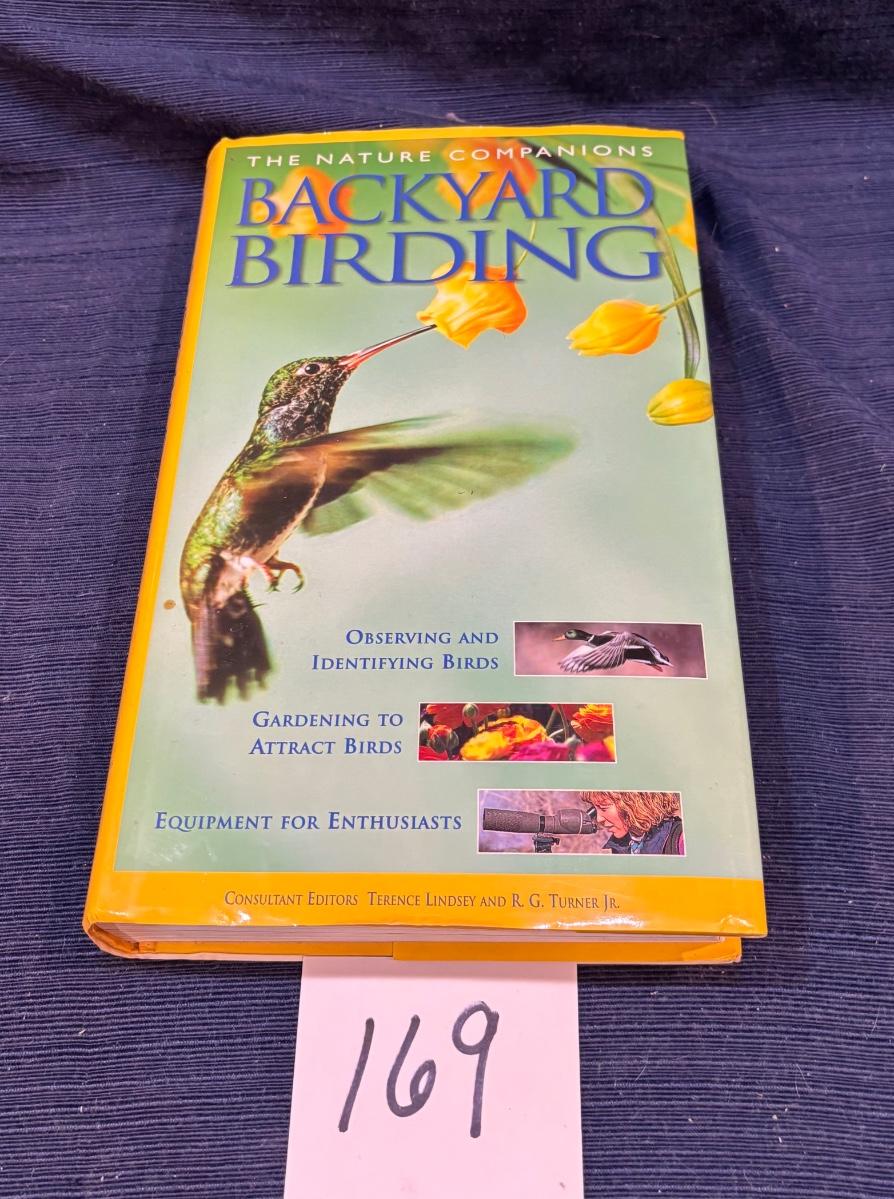 THE NATURE COMPANIONS
BACKYARD
BIRDING
OBSERVING AND
IDENTIFYING BIRDS
GARDENING TO
ATTRACT BIRDS
EQUIPMENT FOR ENTHUSIASTS
CONSULTANT EDITORS TERENCE LINDSEY AND R. G. TURNER JR.
169